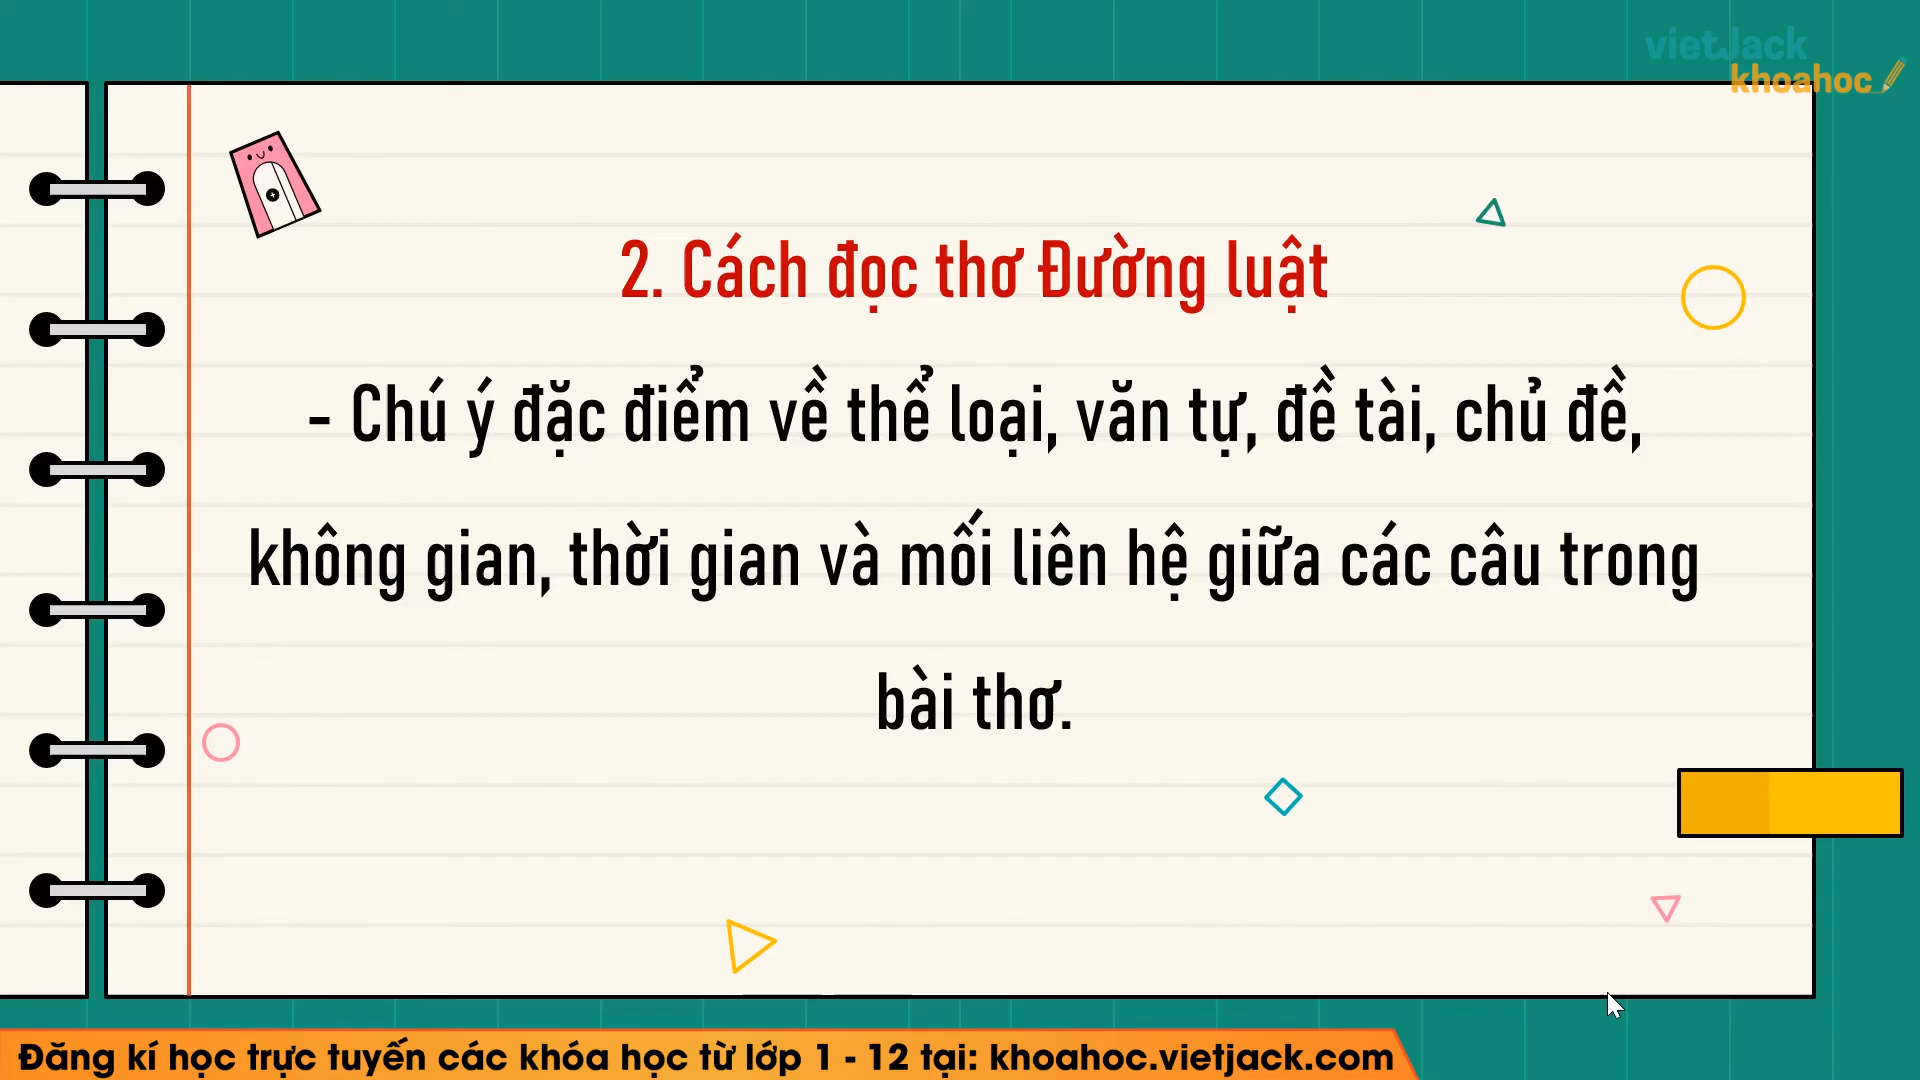 vietJack
khoahoc
2. Cách đọc thơ Đường luật
- Chú ý đặc điểm về thể loại, văn tự, đề tài, chủ đề,
không gian, thời gian và mối liên hệ giữa các câu trong
bài thơ.
Đăng kí học trực tuyến các khóa học từ lớp 1 - 12 tại: khoahoc.vietjack.com